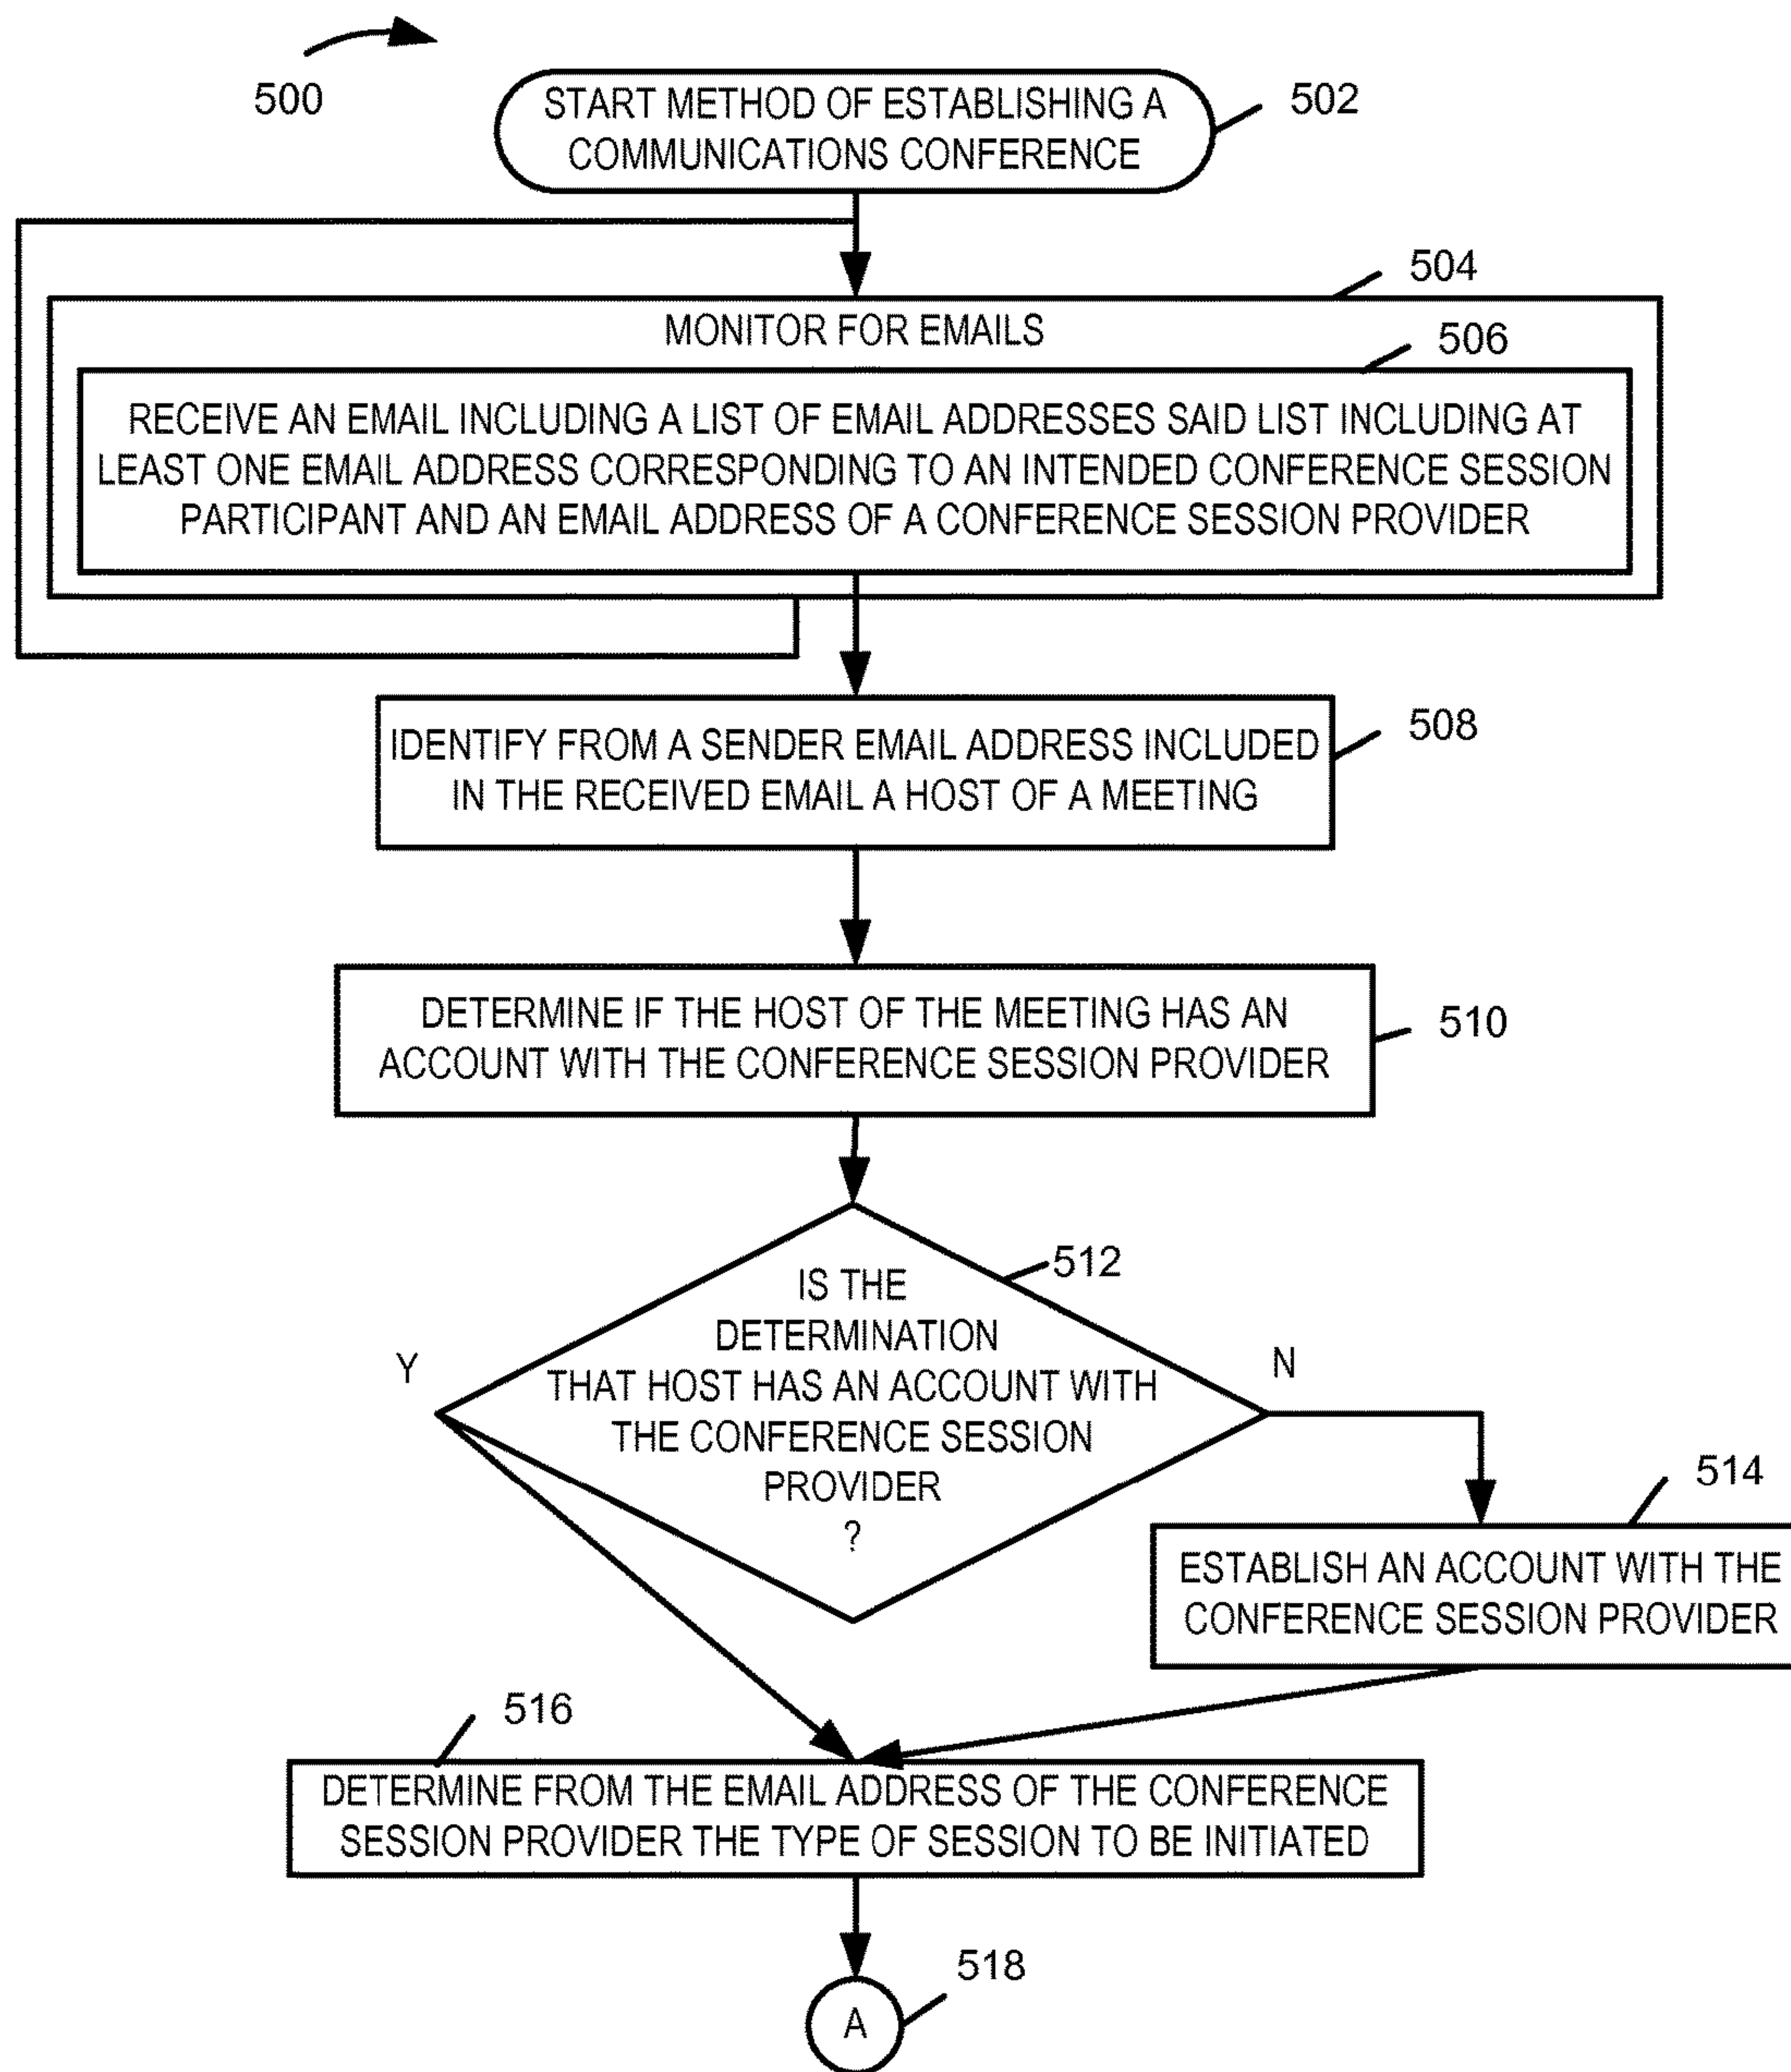 500
START METHOD OF ESTABLISHING A
COMMUNICATIONS CONFERENCE
502
504
MONITOR FOR EMAILS
506
RECEIVE AN EMAIL INCLUDING A LIST OF EMAIL ADDRESSES SAID LIST INCLUDING AT
LEAST ONE EMAIL ADDRESS CORRESPONDING TO AN INTENDED CONFERENCE SESSION
PARTICIPANT AND AN EMAIL ADDRESS OF A CONFERENCE SESSION PROVIDER
IDENTIFY FROM A SENDER EMAIL ADDRESS INCLUDED
IN THE RECEIVED EMAIL A HOST OF A MEETING
508
DETERMINE IF THE HOST OF THE MEETING HAS AN
ACCOUNT WITH THE CONFERENCE SESSION PROVIDER
510
512
IS THE
DETERMINATION
THAT HOST HAS AN ACCOUNT WITH
THE CONFERENCE SESSION
PROVIDER
?
Y
N
514
ESTABLISH AN ACCOUNT WITH THE
CONFERENCE SESSION PROVIDER
516
DETERMINE FROM THE EMAIL ADDRESS OF THE CONFERENCE
SESSION PROVIDER THE TYPE OF SESSION TO BE INITIATED
518
A